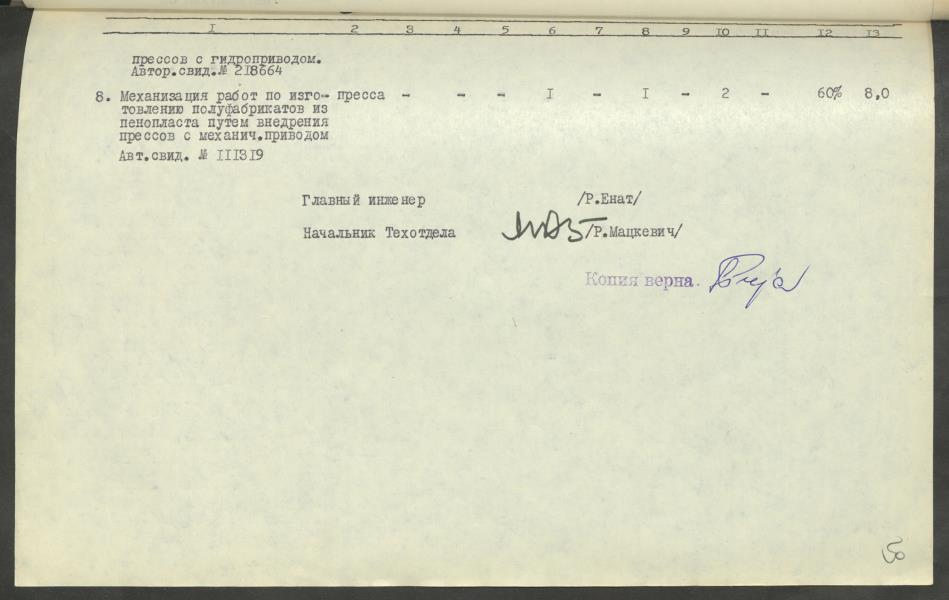 I 2 3 4 5 6 7 8 9 IO II I2 I3
прессов с гидроприводом.
Автор.свид.№ 2I8664
8. Механизация работ по изго- пресса - - - I - I - 2 - 60% 8,0
товлению полуфабрикатов из
пенопласта путем внедрения
прессов с механич.приводом
Авт.свид. № III3I9
Главный инженер /Р.Енат/
Начальник Техотдела /Р.Мацкевич/
Копия верна.
50